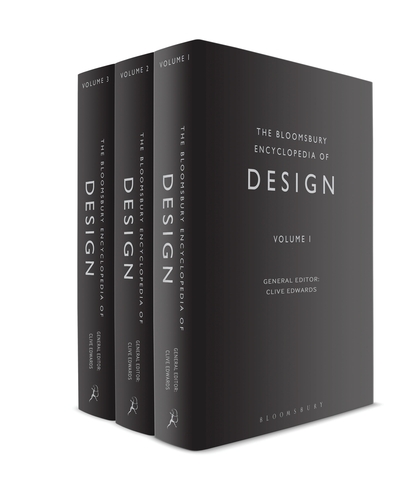 VOLUME 3
THE BLOOMSBURY ENCYCLOPEDIA OF
DESIGN
GENERAL EDITOR:
CLIVE EDWARDS
VOLUME 2
THE BLOOMSBURY ENCYCLOPEDIA OF
DESIGN
GENERAL EDITOR:
CLIVE EDWARDS
VOLUME 1
THE BLOOMSBURY ENCYCLOPEDIA OF
DESIGN
GENERAL EDITOR:
CLIVE EDWARDS
THE BLOOMSBURY
ENCYCLOPEDIA OF
DESIGN
VOLUME 1
GENERAL EDITOR:
CLIVE EDWARDS
BLOOMSBURY